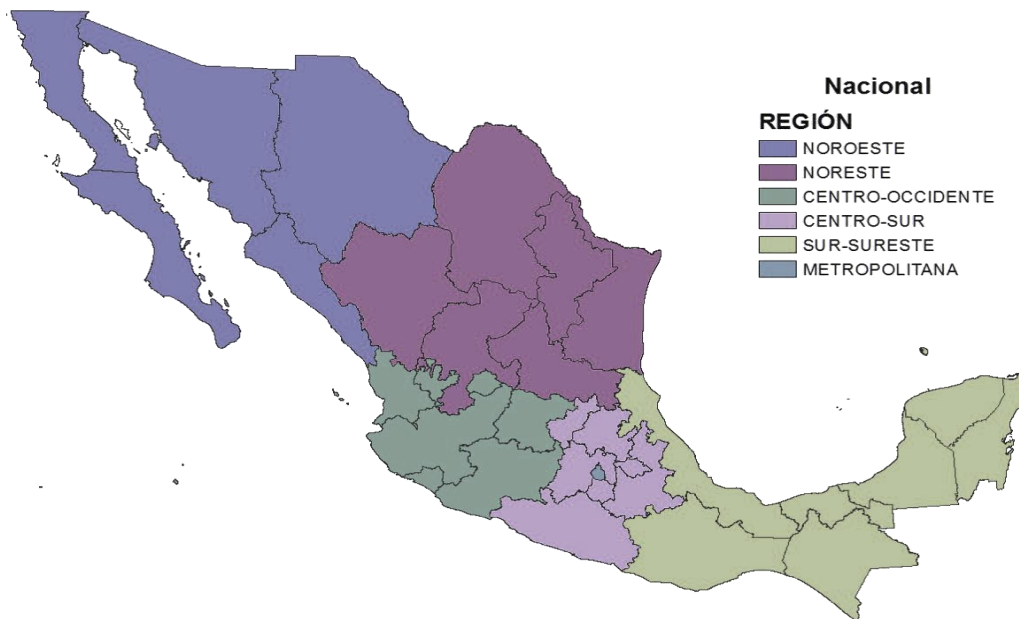 Nacional
REGIÓN
NOROESTE
NORESTE
CENTRO-OCCIDENTE
CENTRO-SUR
SUR-SURESTE
METROPOLITANA